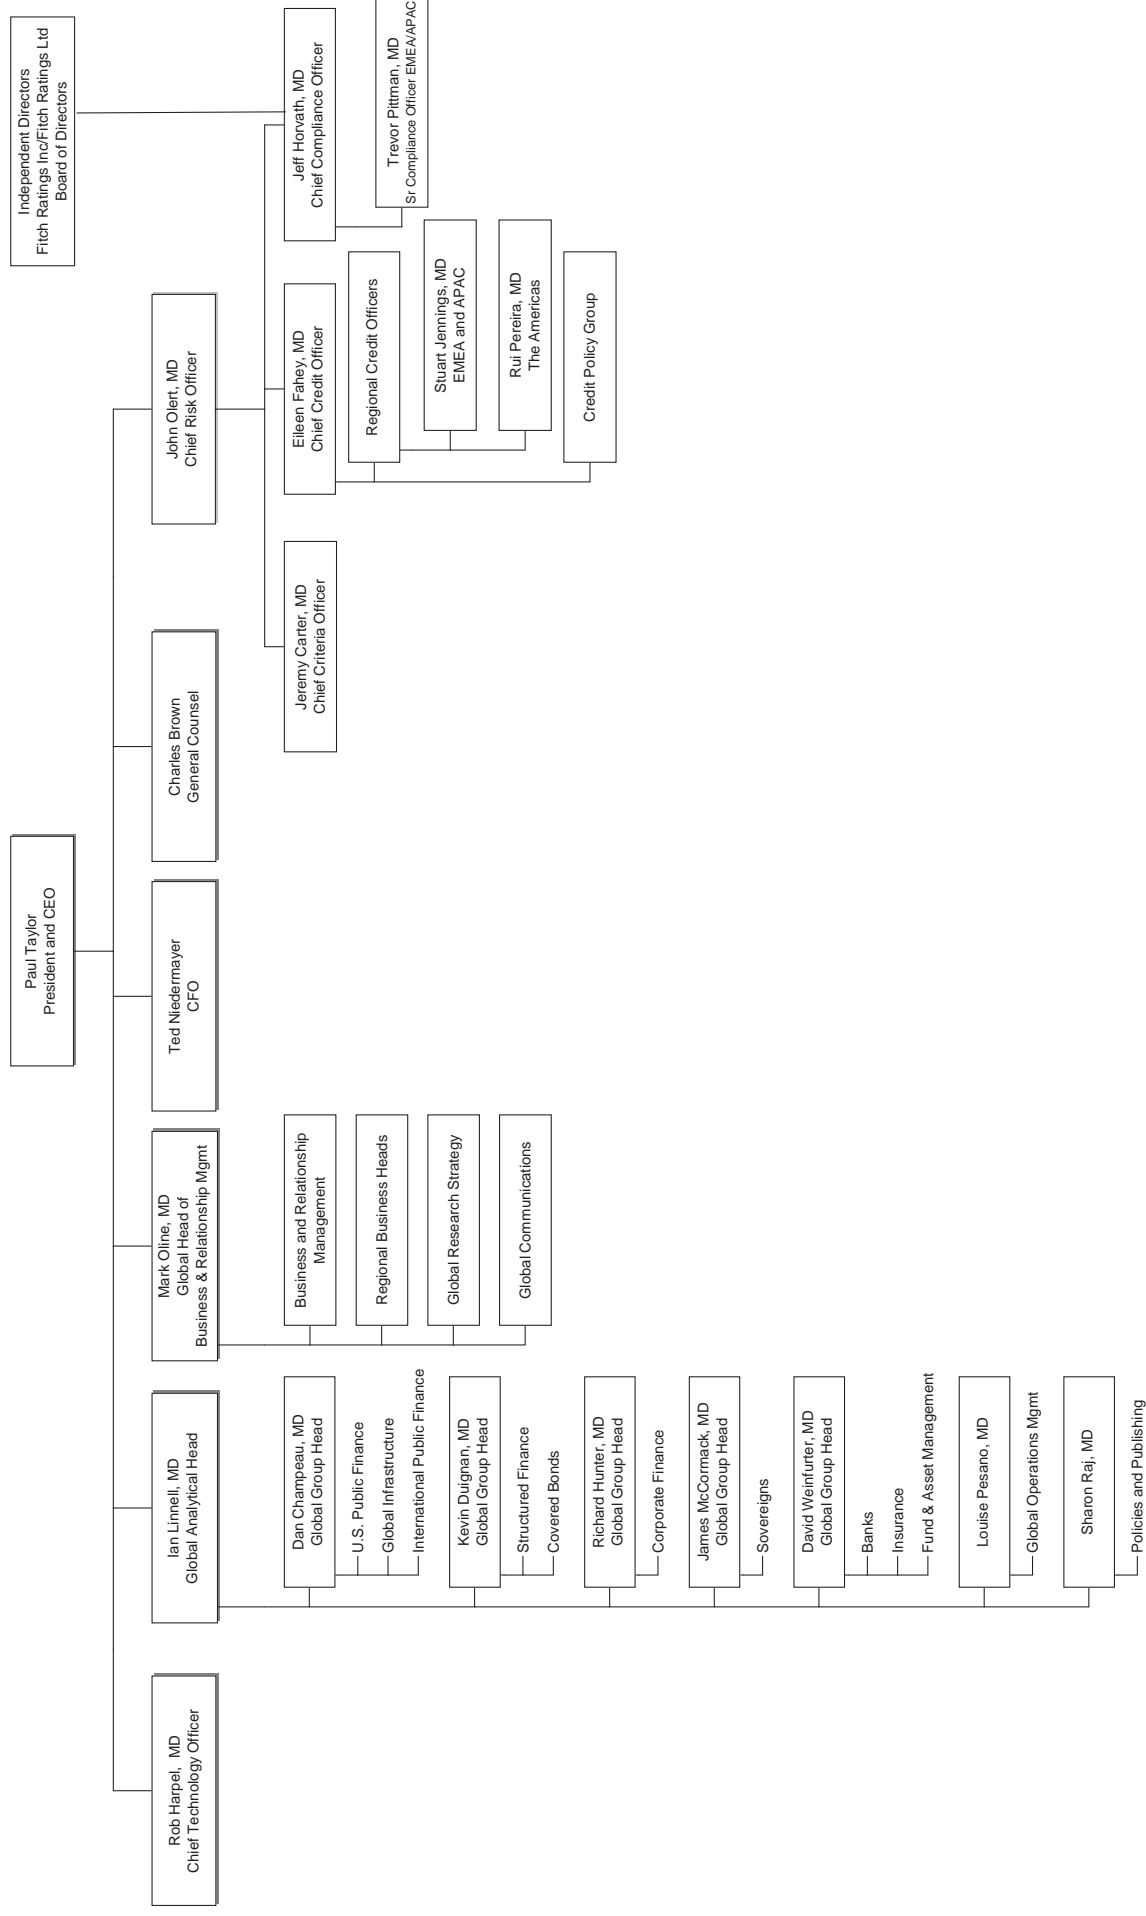 Paul Taylor
President and CEO
Independent Directors
Fitch Ratings Inc/Fitch Ratings Ltd
Board of Directors
Rob Harpel, MD
Chief Technology Officer
Ian Linnell, MD
Global Analytical Head
Mark Oline, MD
Global Head of
Business & Relationship Mgmt
Ted Niedermayer
CFO
Charles Brown
General Counsel
John Olert, MD
Chief Risk Officer
Dan Champeau, MD
Global Group Head
U.S. Public Finance
Global Infrastructure
International Public Finance
Kevin Duignan, MD
Global Group Head
Structured Finance
Covered Bonds
Richard Hunter, MD
Global Group Head
Corporate Finance
James McCormack, MD
Global Group Head
Sovereigns
David Weinfurter, MD
Global Group Head
Banks
Insurance
Fund & Asset Management
Louise Pesano, MD
Global Operations Mgmt
Sharon Raj, MD
Policies and Publishing
Business and Relationship
Management
Regional Business Heads
Global Research Strategy
Global Communications
Jeremy Carter, MD
Chief Criteria Officer
Eileen Fahey, MD
Chief Credit Officer
Regional Credit Officers
Stuart Jennings, MD
EMEA and APAC
Rui Pereira, MD
The Americas
Credit Policy Group
Jeff Horvath, MD
Chief Compliance Officer
Trevor Pittman, MD
Sr Compliance Officer EMEA/APAC